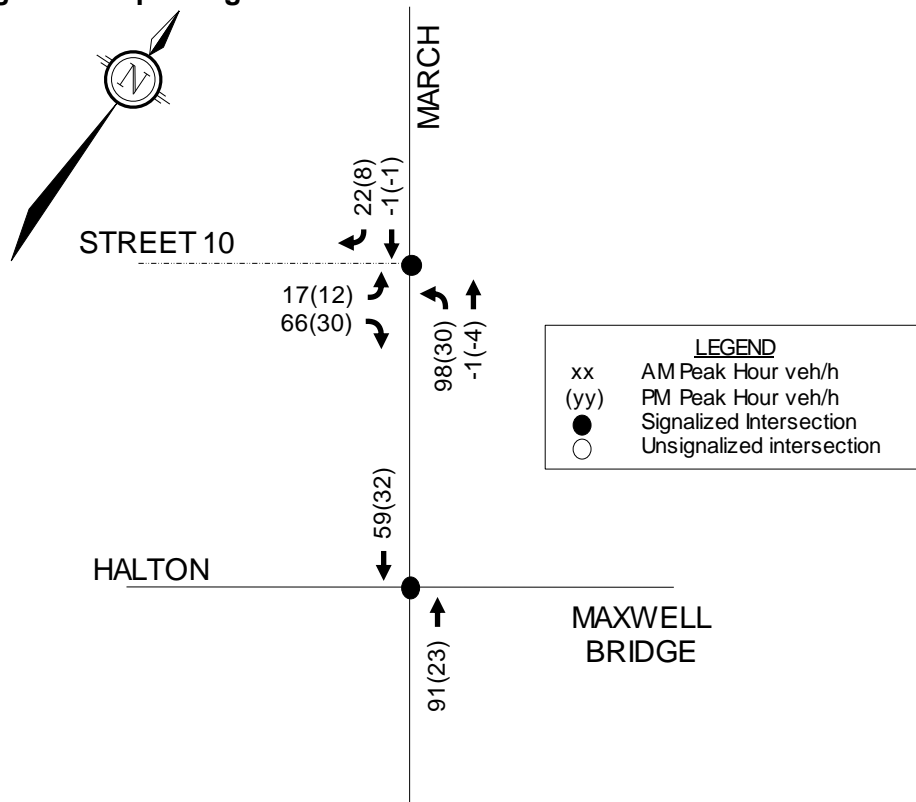 MARCH
N
22(8)
-1(-1)
STREET 10
17(12)
66(30)
98(30)
-1(-4)
LEGEND
xx AM Peak Hour veh/h
(yy) PM Peak Hour veh/h
Signalized Intersection
Unsignalized intersection
59(32)
HALTON
MAXWELL
BRIDGE
91(23)